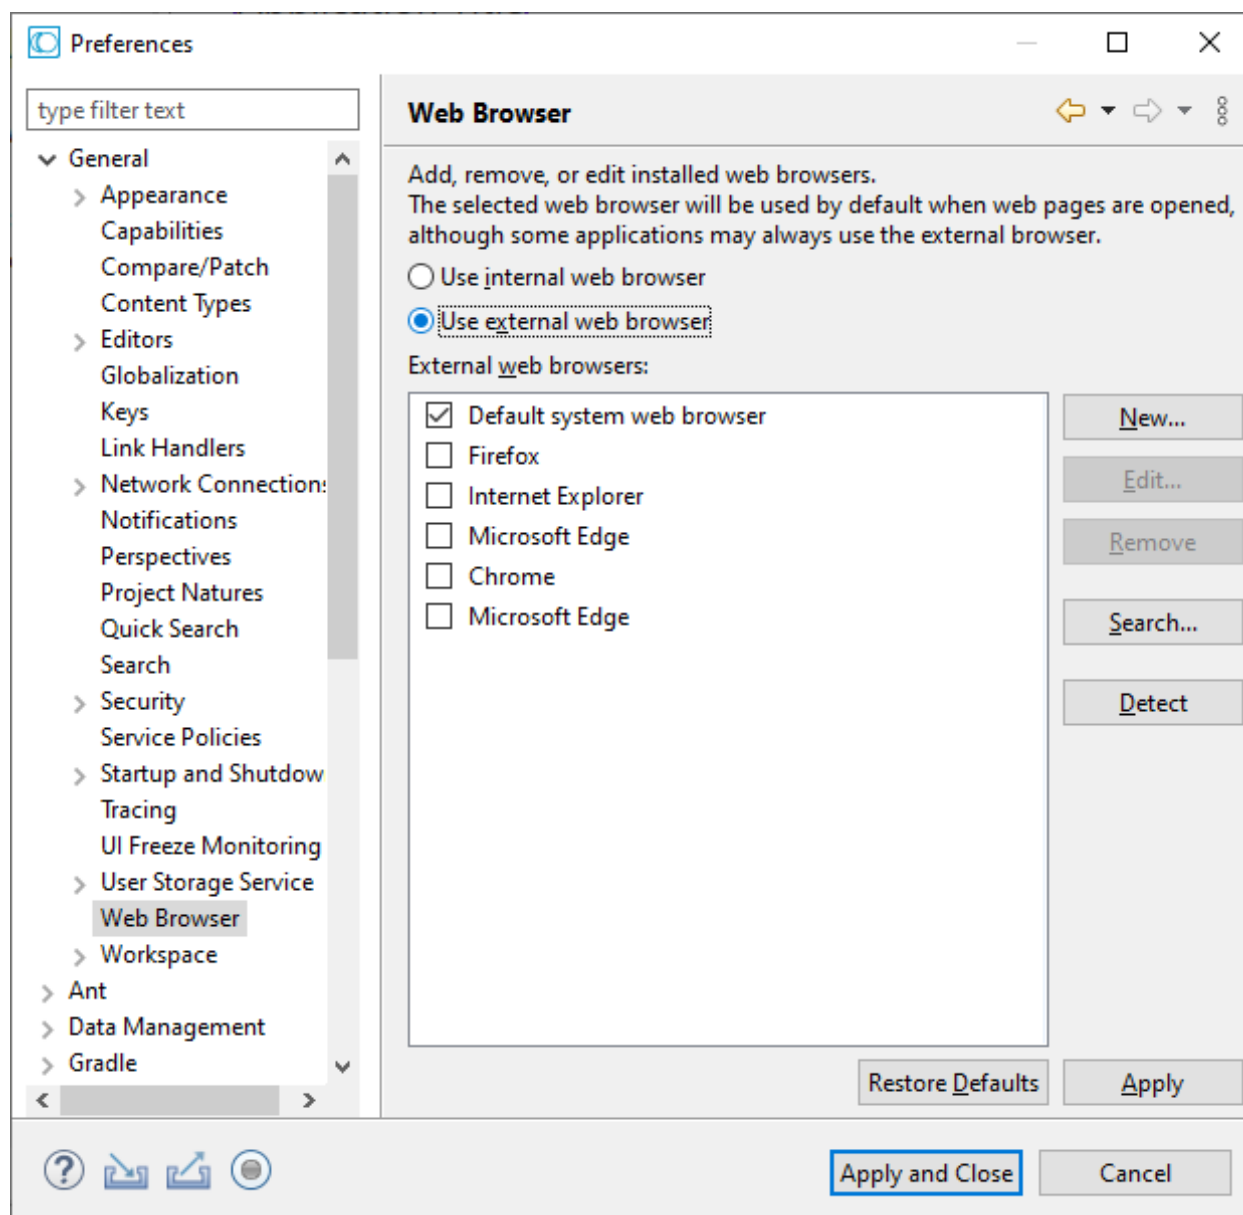 Preferences
type filter text
General
Appearance
Capabilities
Compare/Patch
Content Types
Editors
Globalization
Keys
Link Handlers
Network Connection
Notifications
Perspectives
Project Natures
Quick Search
Search
Security
Service Policies
Startup and Shutdow
Tracing
UI Freeze Monitoring
User Storage Service
Web Browser
Workspace
Ant
Data Management
Gradle
Web Browser
Add, remove, or edit installed web browsers.
The selected web browser will be used by default when web pages are opened,
although some applications may always use the external browser.
Use internal web browser
Use external web browser
External web browsers:
Default system web browser
Firefox
Internet Explorer
Microsoft Edge
Chrome
Microsoft Edge
New...
Edit...
Remove
Search...
Detect
Restore Defaults
Apply
Apply and Close
Cancel